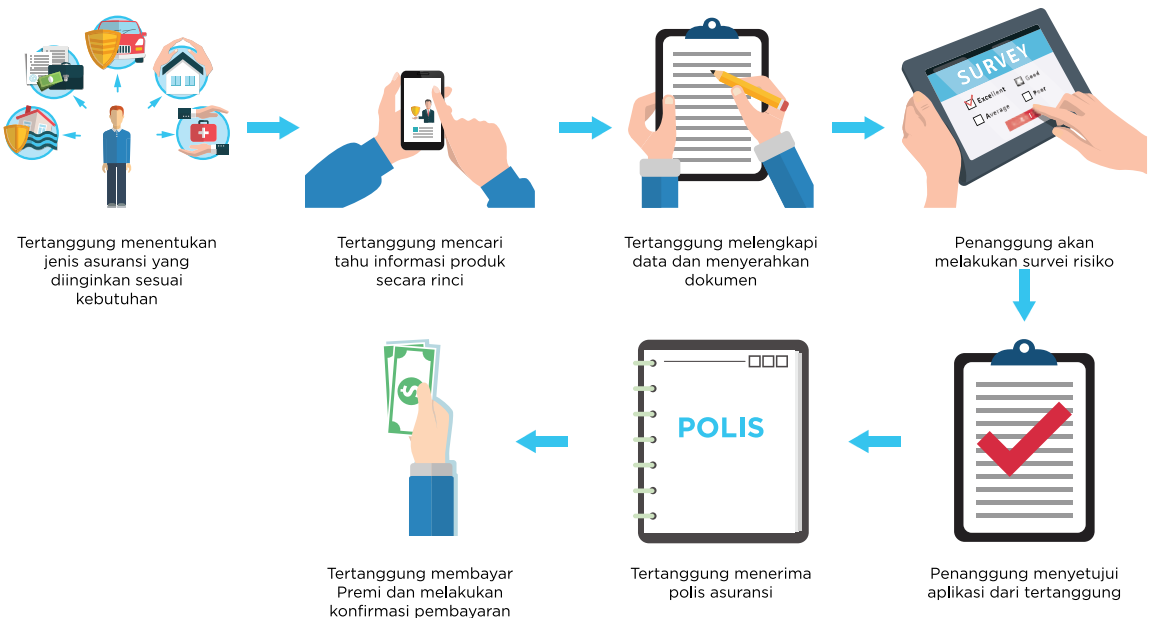 Tertanggung menentukan
jenis asuransi yang
diinginkan sesuai
kebutuhan
Tertanggung mencari
tahu informasi produk
secara rinci
Tertanggung melengkapi
data dan menyerahkan
dokumen
SURVEY
Excellent
Good
Average
Poor
Penanggung akan
melakukan survei risiko
Penanggung menyetujui
aplikasi dari tertanggung
POLIS
Tertanggung menerima
polis asuransi
$
Tertanggung membayar
Premi dan melakukan
konfirmasi pembayaran